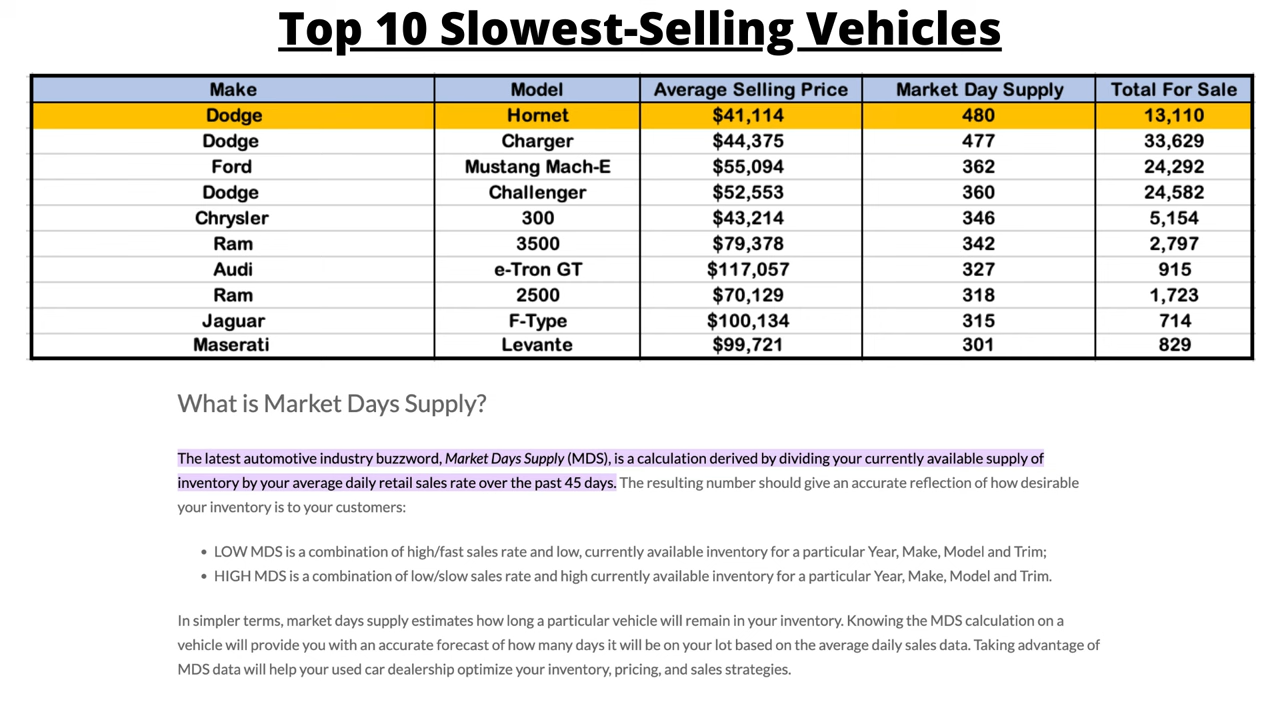 Top 10 Slowest-Selling Vehicles
Make Model Average Selling Price Market Day Supply Total For Sale
Dodge Hornet $41,114 480 13,110
Dodge Charger $44,375 477 33,629
Ford Mustang Mach-E $55,094 362 24,292
Dodge Challenger $52,553 360 24,582
Chrysler 300 $43,214 346 5,154
Ram 3500 $79,378 342 2,797
Audi e-Tron GT $117,057 327 915
Ram 2500 $70,129 318 1,723
Jaguar F-Type $100,134 315 714
Maserati Levante $99,721 301 829
What is Market Days Supply?
The latest automotive industry buzzword, Market Days Supply (MDS), is a calculation derived by dividing your currently available supply of
inventory by your average daily retail sales rate over the past 45 days. The resulting number should give an accurate reflection of how desirable
your inventory is to your customers:
• LOW MDS is a combination of high/fast sales rate and low, currently available inventory for a particular Year, Make, Model and Trim;
• HIGH MDS is a combination of low/slow sales rate and high currently available inventory for a particular Year, Make, Model and Trim.
In simpler terms, market days supply estimates how long a particular vehicle will remain in your inventory. Knowing the MDS calculation on a
vehicle will provide you with an accurate forecast of how many days it will be on your lot based on the average daily sales data. Taking advantage of
MDS data will help your used car dealership optimize your inventory, pricing, and sales strategies.